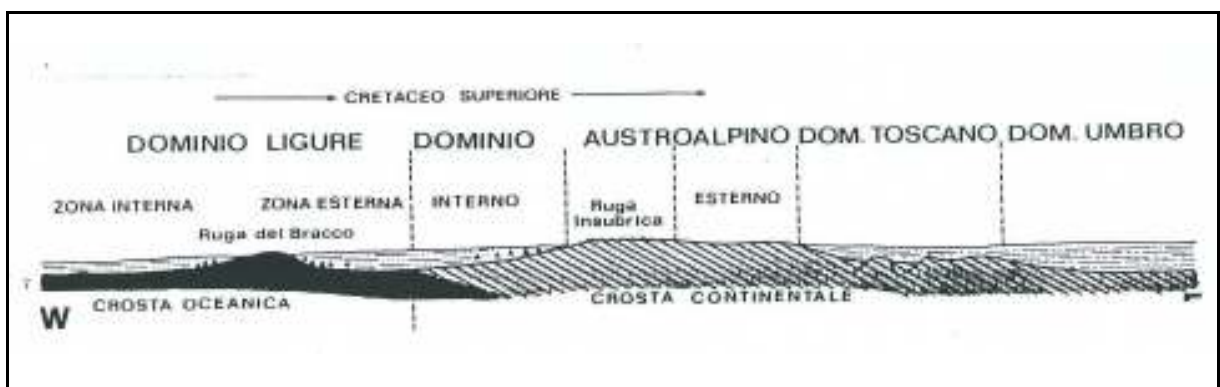 CRETACEO SUPERIORE
DOMINIO LIGURE DOMINIO AUSTROALPINO DOM. TOSCANO DOM. UMBRO
ZONA INTERNA ZONA ESTERNA INTERNO Ruga Insubrica ESTERNO
Ruga del Bracco
CROSTA OCEANICA CROSTA CONTINENTALE
W